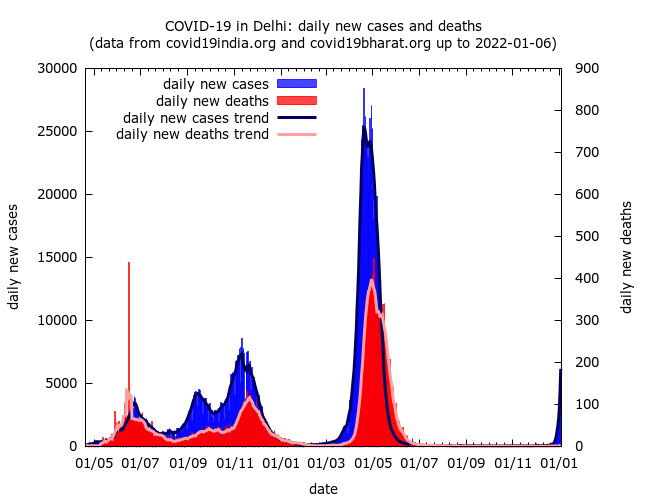 COVID-19 in Delhi: daily new cases and deaths
(data from covid19india.org and covid19bharat.org up to 2022-01-06)
30000
25000
20000
15000
10000
5000
0
daily new cases
900
800
700
600
500
400
300
200
100
0
daily new deaths
daily new cases
daily new deaths
daily new cases trend
daily new deaths trend
01/05 01/07 01/09 01/11 01/01 01/03 01/05 01/07 01/09 01/11 01/01
date